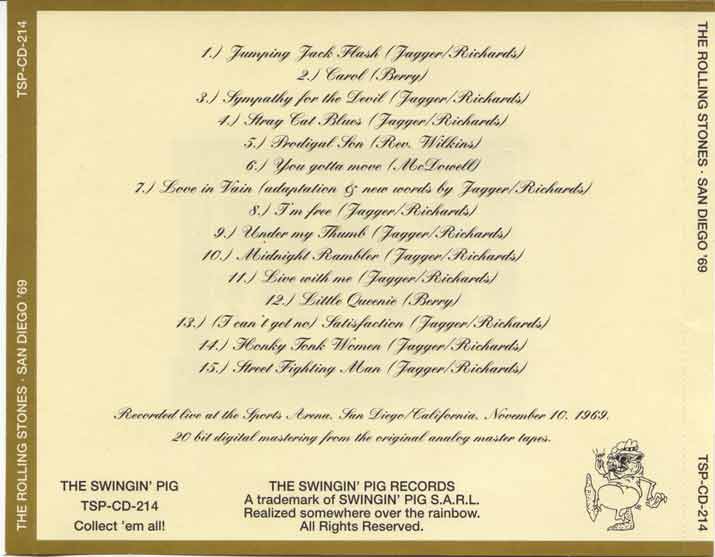 TSP-CD-214
THE ROLLING STONES · SAN DIEGO '69
1.) Jumping Jack Flash (Jagger/Richards)
2.) Carol (Berry)
3.) Sympathy for the Devil (Jagger/Richards)
4.) Stray Cat Blues (Jagger/Richards)
5.) Prodigal Son (Rev. Wilkins)
6.) You gotta move (McDowell)
7.) Love in Vain (adaptation & new words by Jagger/Richards)
8.) I'm free (Jagger/Richards)
9.) Under my Thumb (Jagger/Richards)
10.) Midnight Rambler (Jagger/Richards)
11.) Live with me (Jagger/Richards)
12.) Little Queenie (Berry)
13.) (I can't get no) Satisfaction (Jagger/Richards)
14.) Honky Tonk Women (Jagger/Richards)
15.) Street Fighting Man (Jagger/Richards)
Recorded live at the Sports Arena, San Diego/California, November 10, 1969.
20 bit digital mastering from the original analog master tapes.
THE SWINGIN' PIG
TSP-CD-214
Collect 'em all!
THE SWINGIN' PIG RECORDS
A trademark of SWINGIN' PIG S.A.R.L.
Realized somewhere over the rainbow.
All Rights Reserved.
THE ROLLING STONES · SAN DIEGO '69
TSP-CD-214